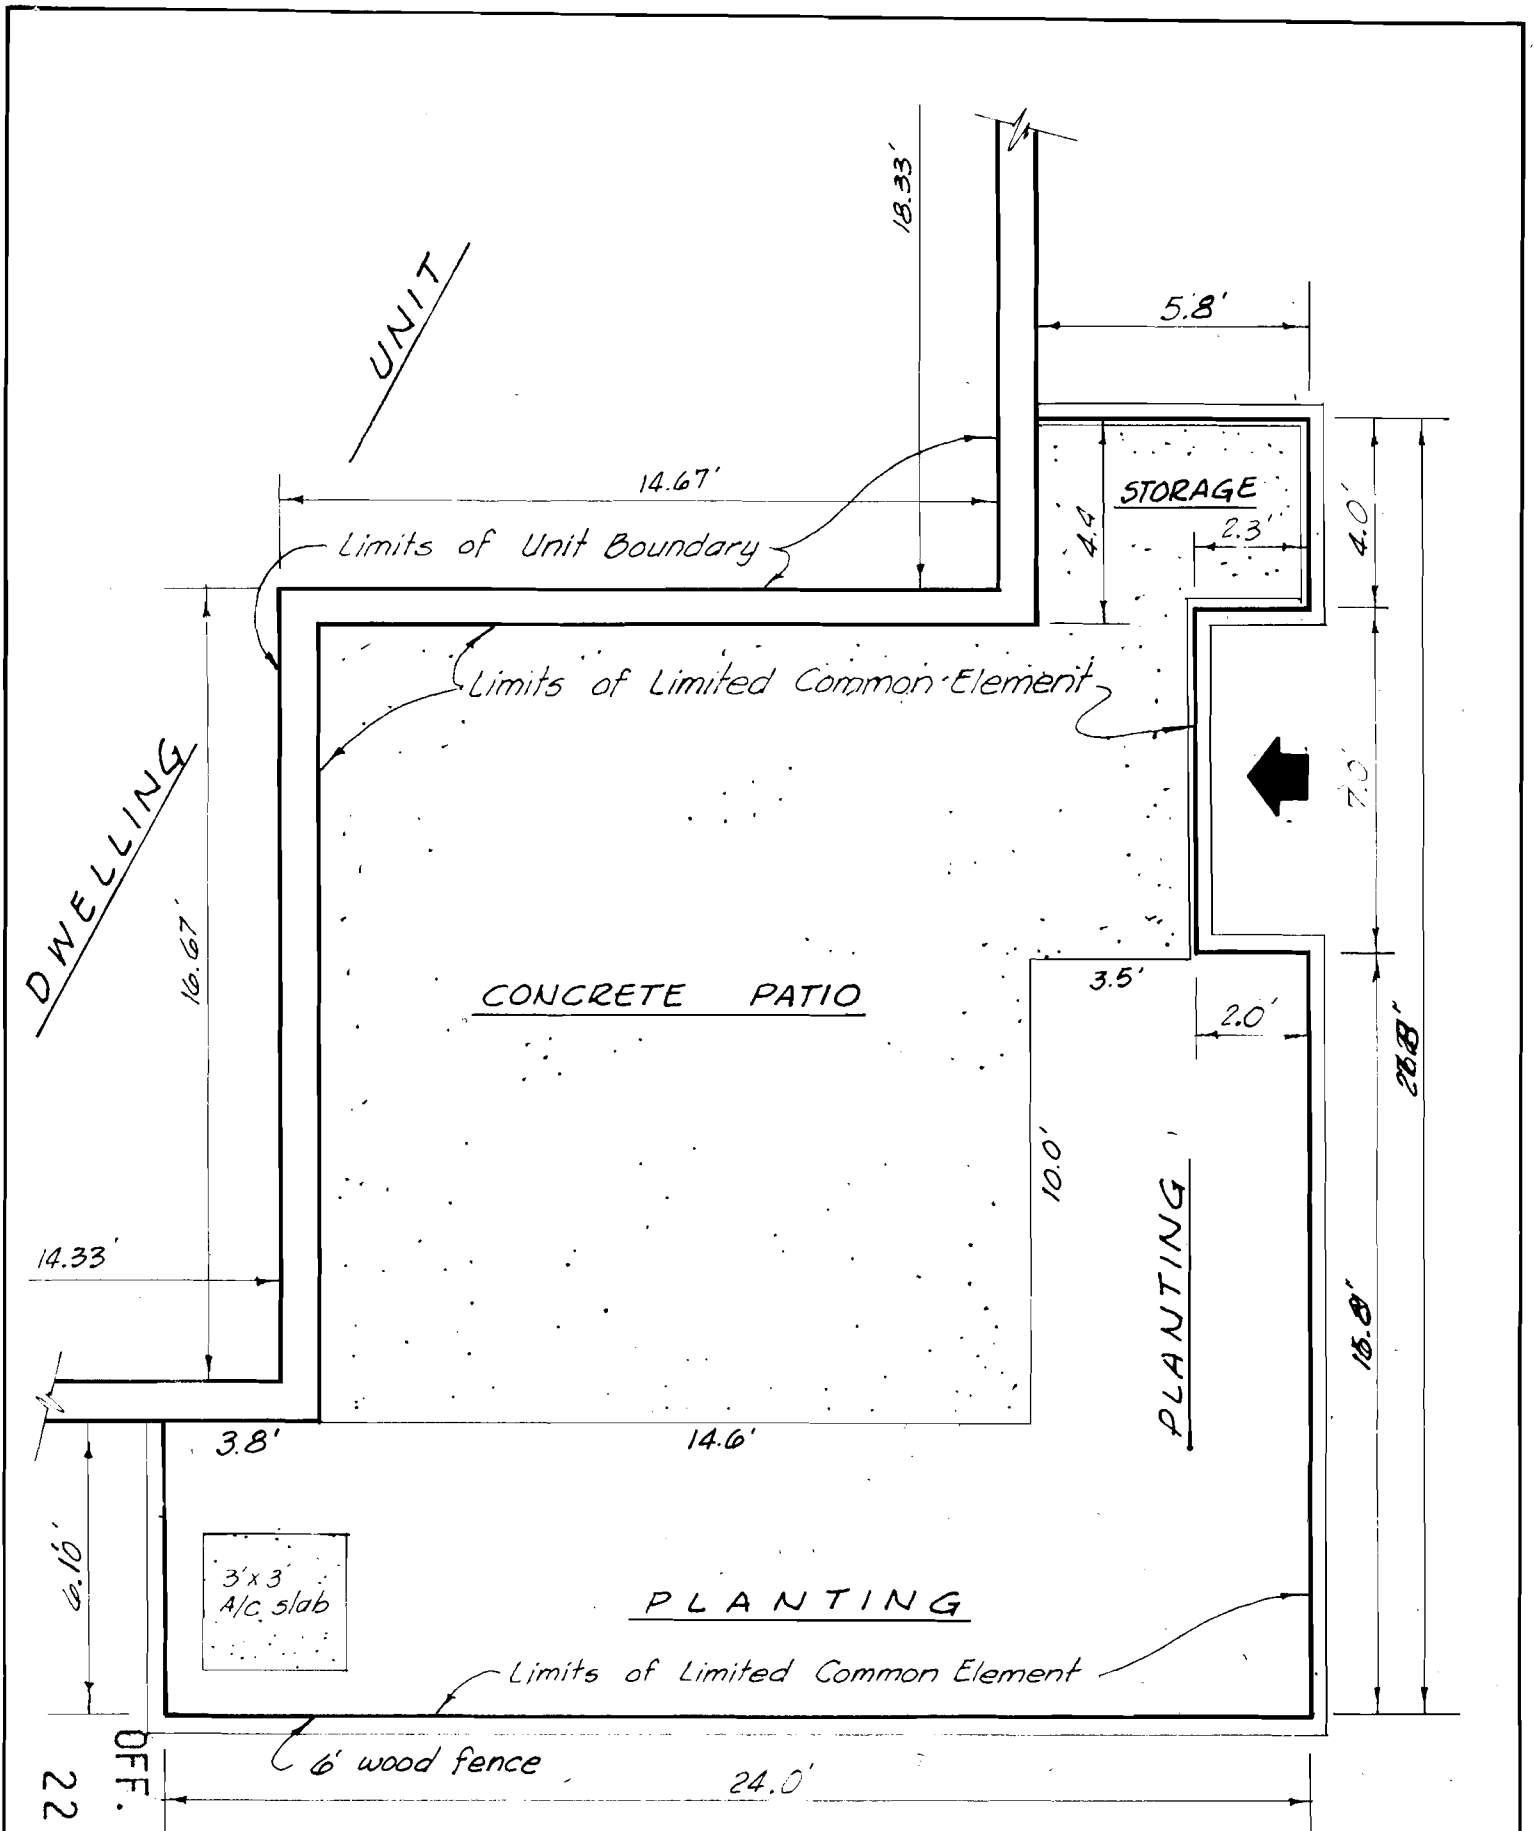 18.33'
5.8'
UNIT
14.67'
STORAGE
2.3'
4.4
4.0'
Limits of Unit Boundary
Limits of Limited Common Element
7.0'
DWELLING
16.67'
CONCRETE PATIO
3.5'
2.0'
10.0'
PLANTING
14.33'
3.8'
14.6'
6.10'
3' x 3'
A/C slab
PLANTING
Limits of Limited Common Element
6' wood fence
24.0'
OFF.
22